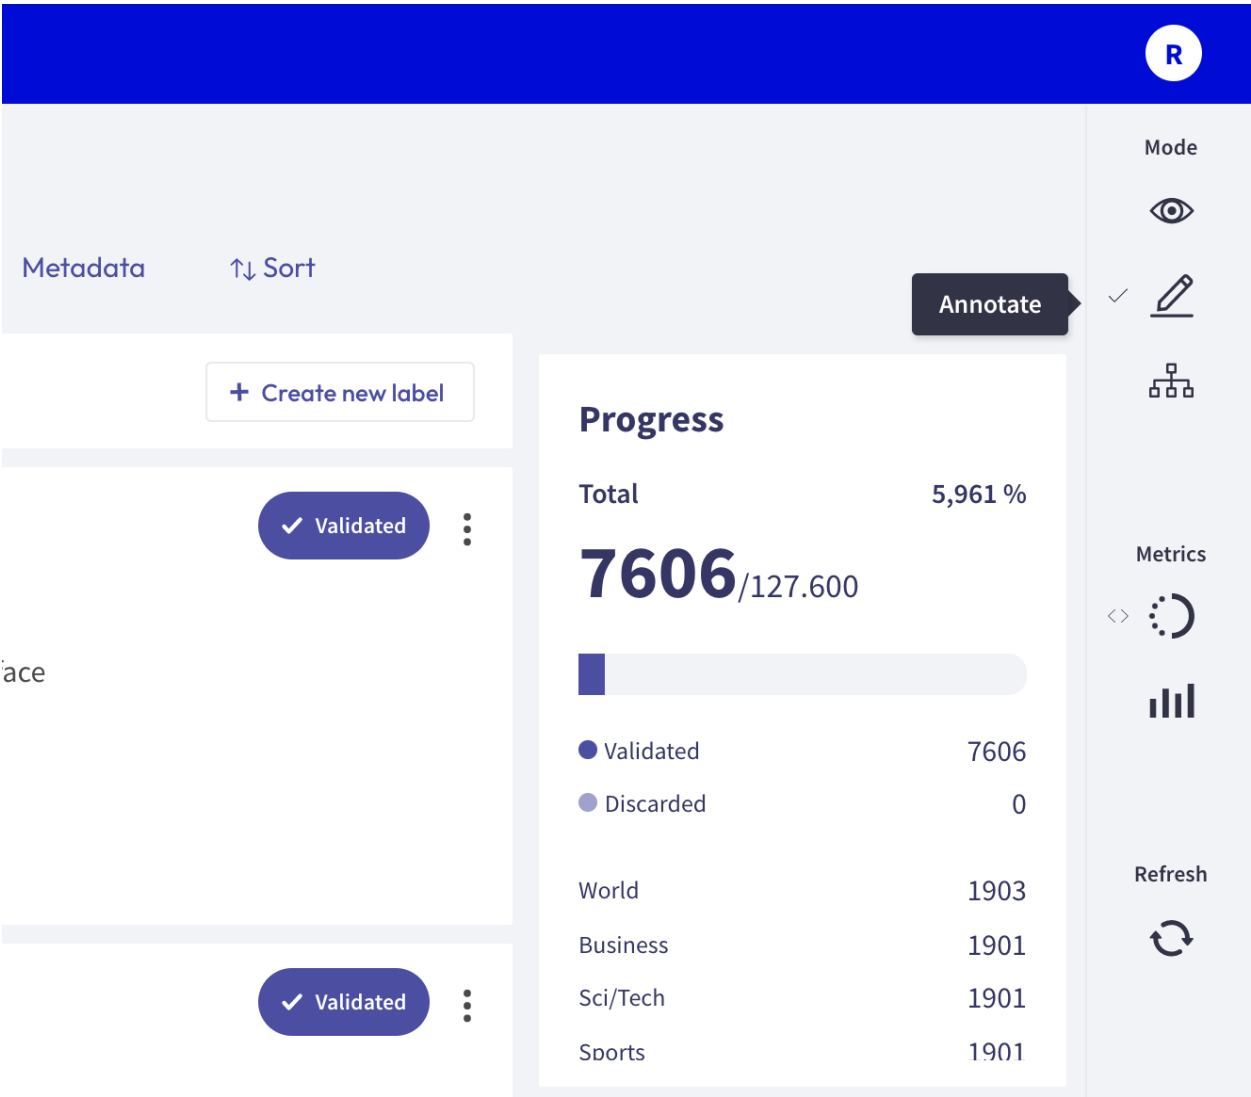 R
Mode
Metadata
Sort
Annotate
+ Create new label
Progress
Total 5,961 %
7606/127.600
Validated
Metrics
face
Validated 7606
Discarded 0
Refresh
World 1903
Business 1901
Sci/Tech 1901
Validated
Sports 1901